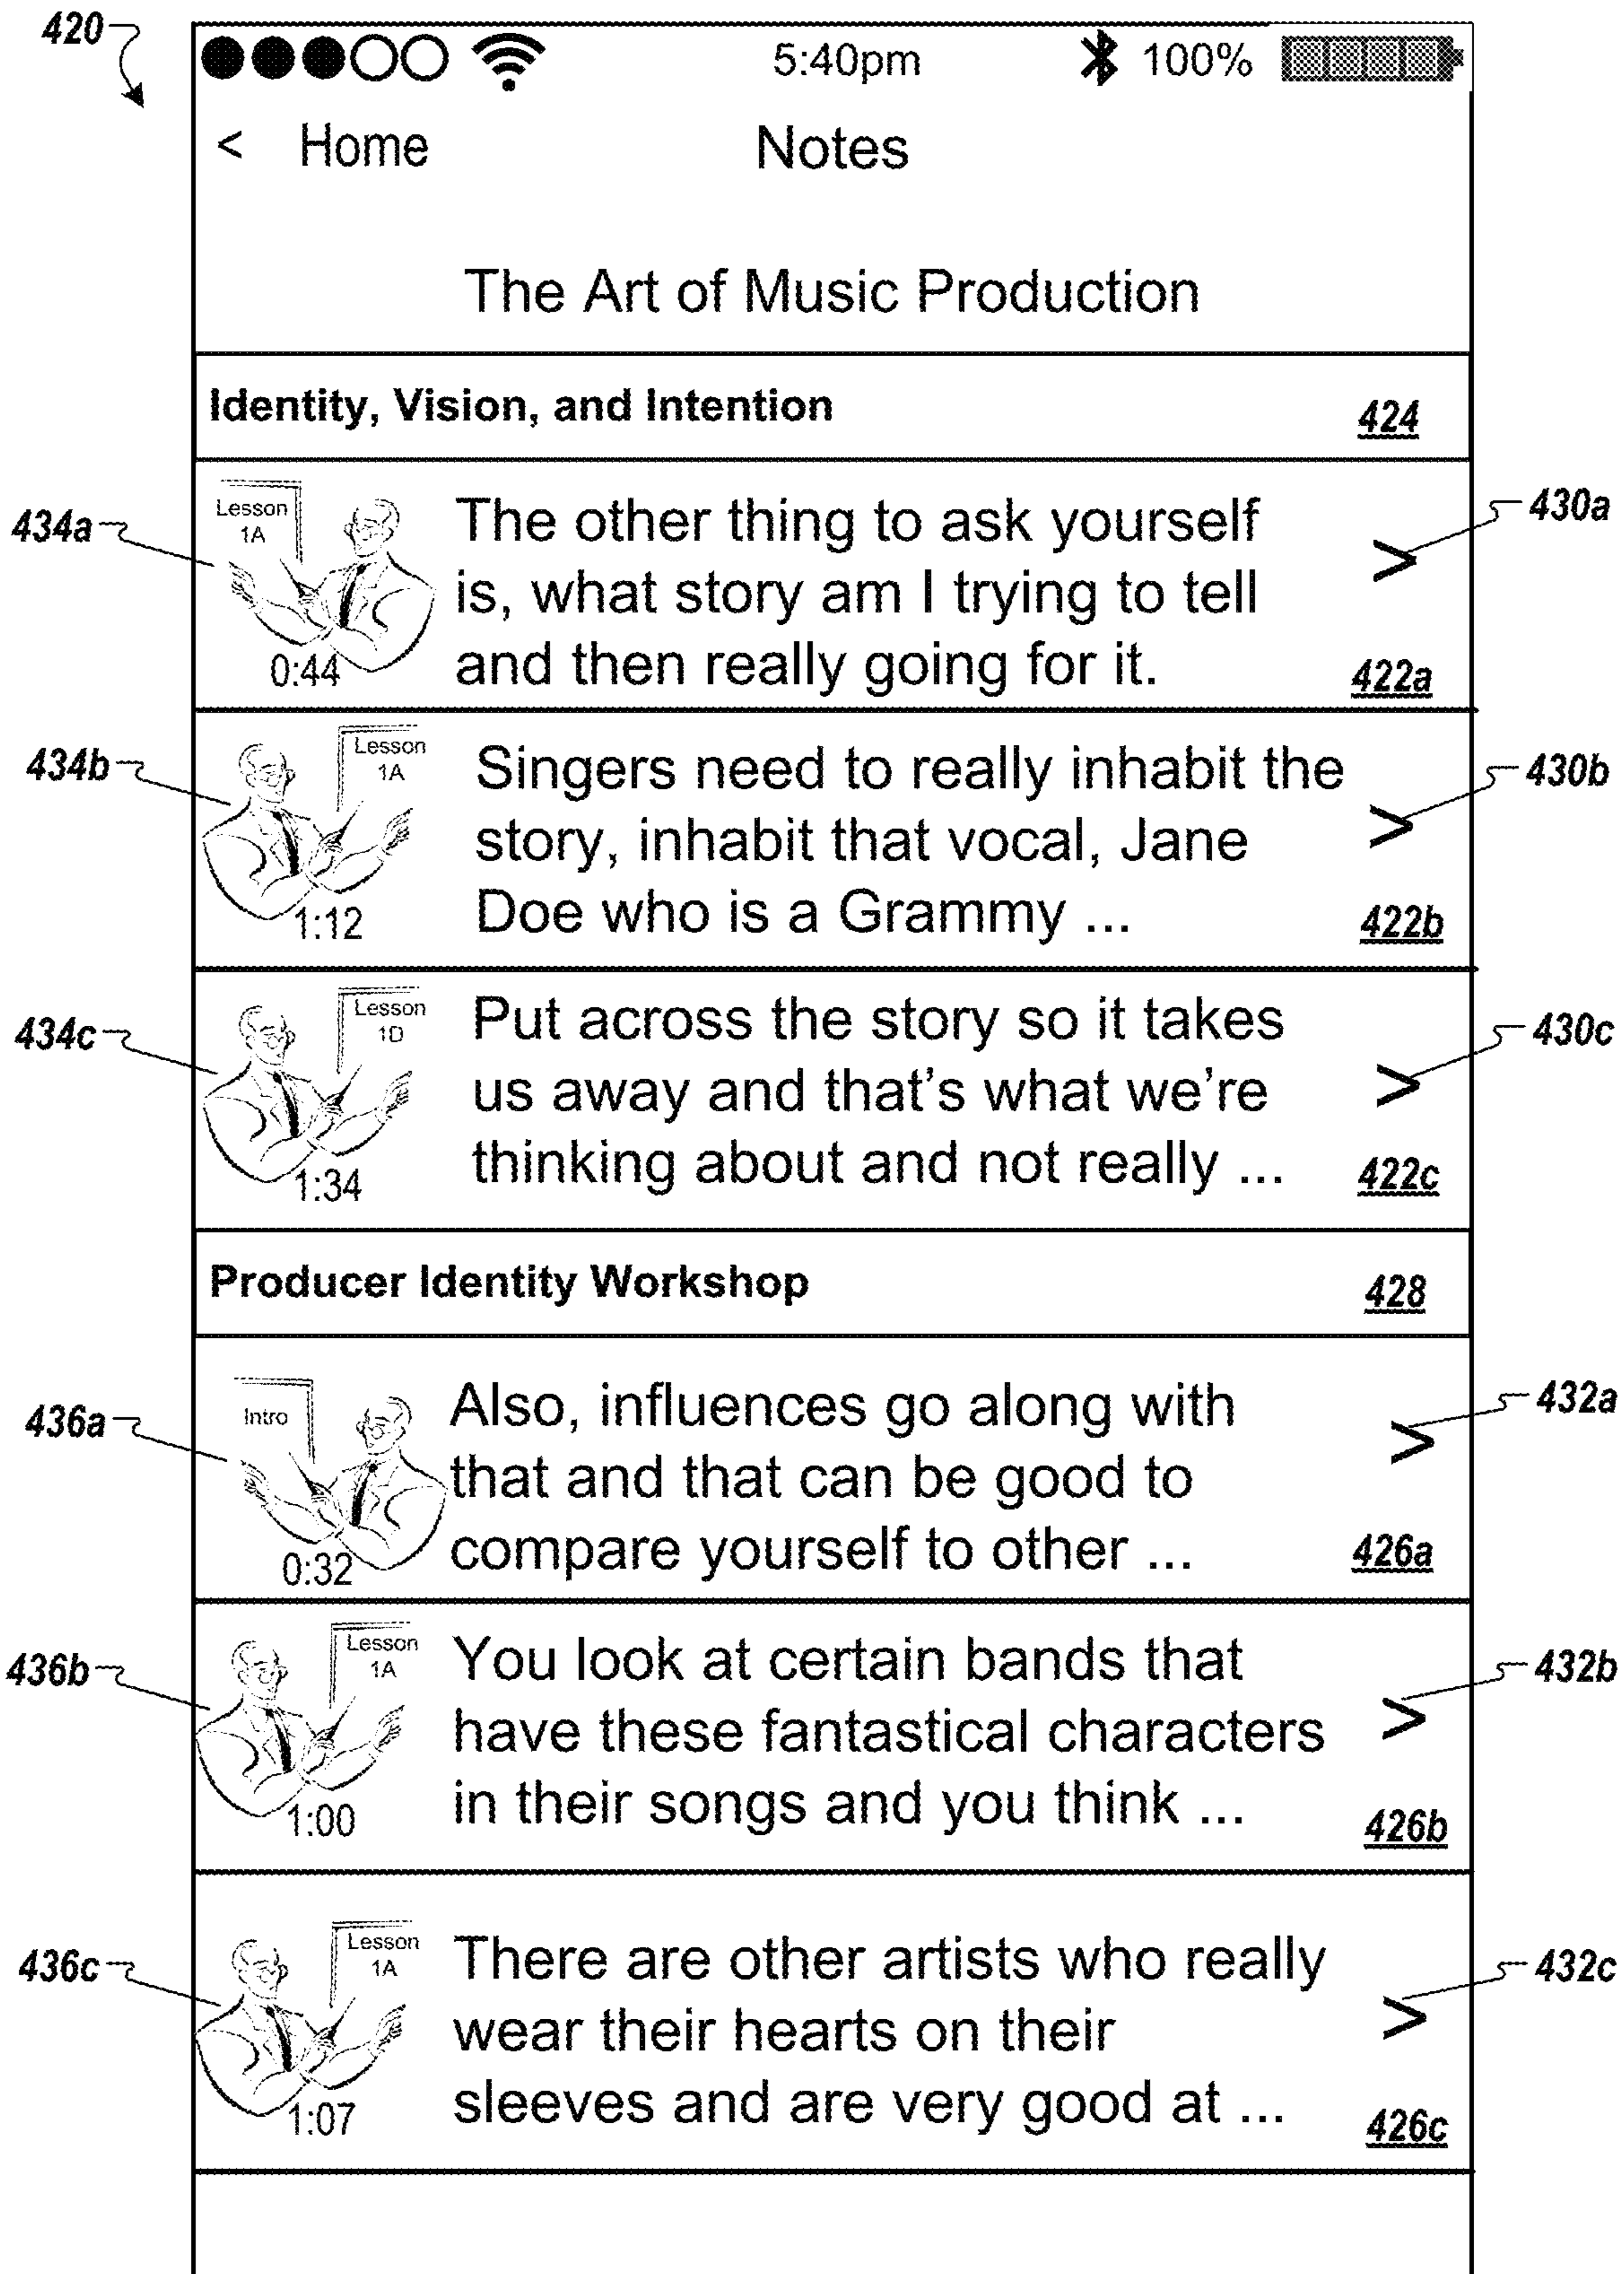 420
5:40pm 100%
< Home Notes
The Art of Music Production
Identity, Vision, and Intention 424
434a
Lesson
1A
0:44
The other thing to ask yourself
is, what story am I trying to tell
and then really going for it.
>
430a
422a
434b
Lesson
1A
1:12
Singers need to really inhabit the
story, inhabit that vocal, Jane
Doe who is a Grammy ...
>
430b
422b
434c
Lesson
1D
1:34
Put across the story so it takes
us away and that's what we're
thinking about and not really ...
>
430c
422c
Producer Identity Workshop 428
436a
Intro
0:32
Also, influences go along with
that and that can be good to
compare yourself to other ...
>
432a
426a
436b
Lesson
1A
1:00
You look at certain bands that
have these fantastical characters
in their songs and you think ...
>
432b
426b
436c
Lesson
1A
1:07
There are other artists who really
wear their hearts on their
sleeves and are very good at ...
>
432c
426c